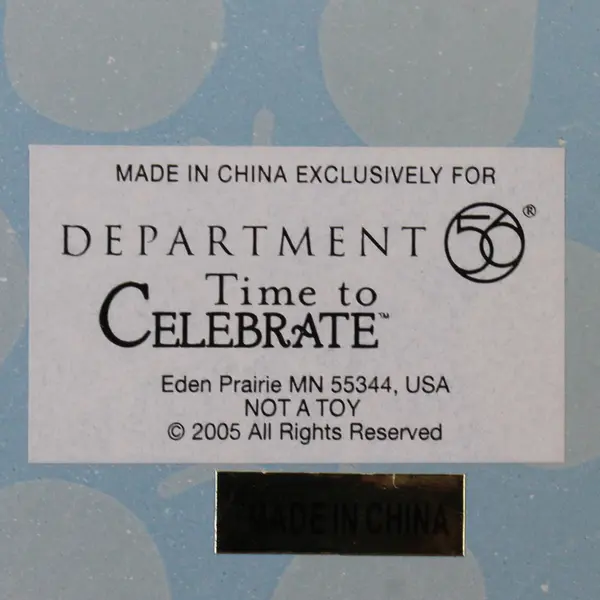 MADE IN CHINA EXCLUSIVELY FOR
DEPARTMENT 56®
Time to
CELEBRATE™
Eden Prairie MN 55344, USA
NOT A TOY
© 2005 All Rights Reserved
MADE IN CHINA